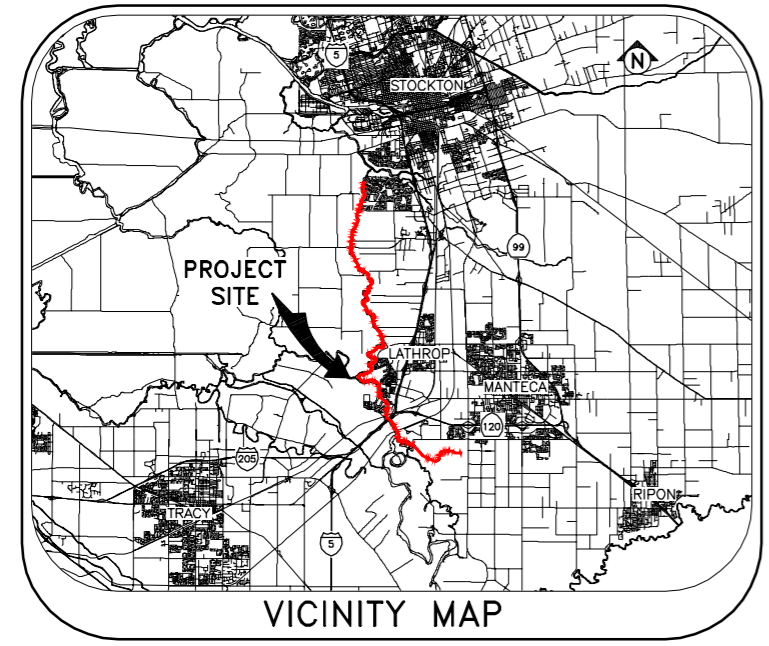 5
N
STOCKTON
99
PROJECT
SITE
LATHROP
MANTECA
120
205
RIPON
TRACY
5
VICINITY MAP